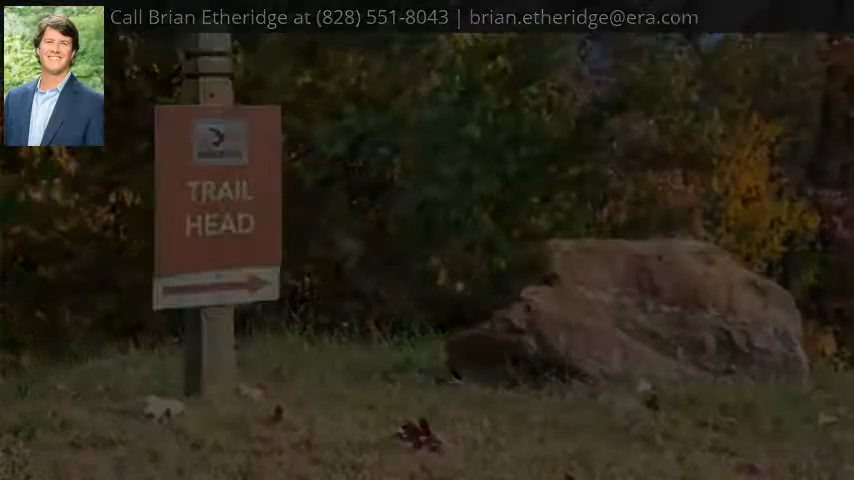 Call Brian Etheridge at (828) 551-8043 | brian.etheridge@era.com
TRAIL
HEAD